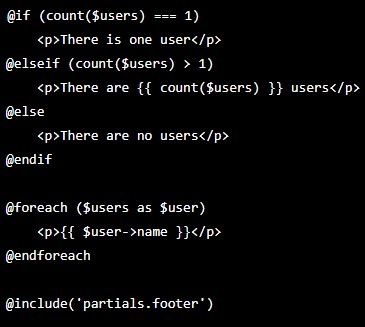 @if (count($users) === 1)
    <p>There is one user</p>
@elseif (count($users) > 1)
    <p>There are {{ count($users) }} users</p>
@else
    <p>There are no users</p>
@endif

@foreach ($users as $user)
    <p>{{ $user->name }}</p>
@endforeach

@include('partials.footer')